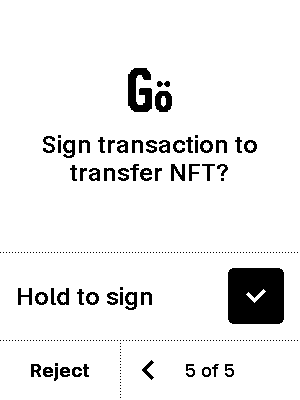 Gö
Sign transaction to
transfer NFT?
Hold to sign
Reject
5 of 5